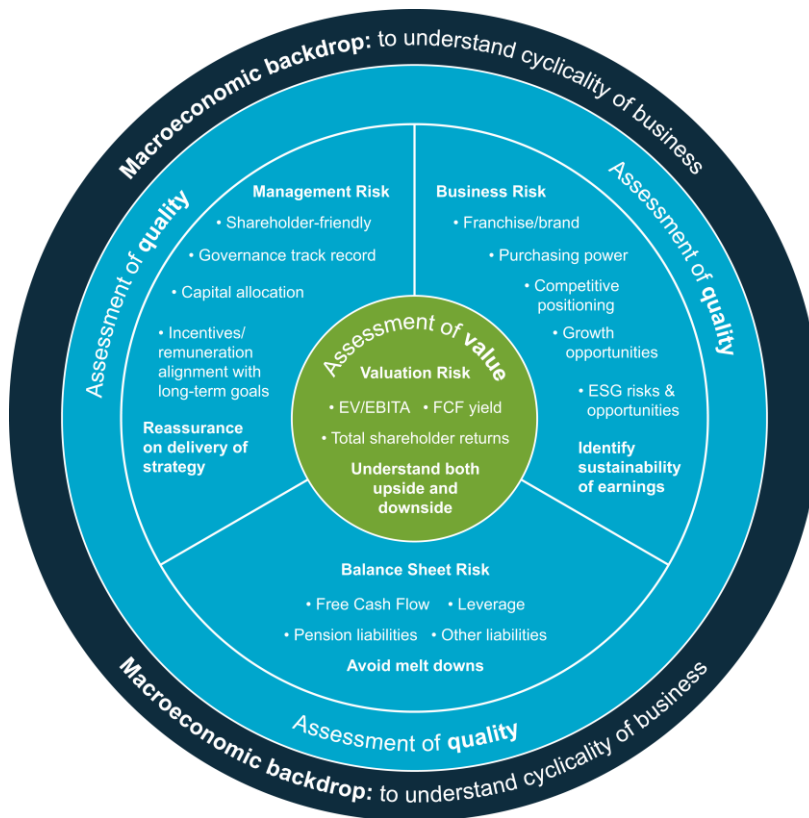 Macroeconomic backdrop: to understand cyclicality of business
Assessment of quality
Management Risk
• Shareholder-friendly
• Governance track record
• Capital allocation
• Incentives/
remuneration
alignment with
long-term goals
Reassurance
on delivery of
strategy
Business Risk
• Franchise/brand
• Purchasing power
• Competitive
positioning
• Growth
opportunities
• ESG risks &
opportunities
Identify
sustainability
of earnings
Assessment of quality
Assessment of value
Valuation Risk
• EV/EBITA • FCF yield
• Total shareholder returns
Understand both
upside and
downside
Balance Sheet Risk
• Free Cash Flow • Leverage
• Pension liabilities • Other liabilities
Avoid melt downs
Assessment of quality
Macroeconomic backdrop: to understand cyclicality of business